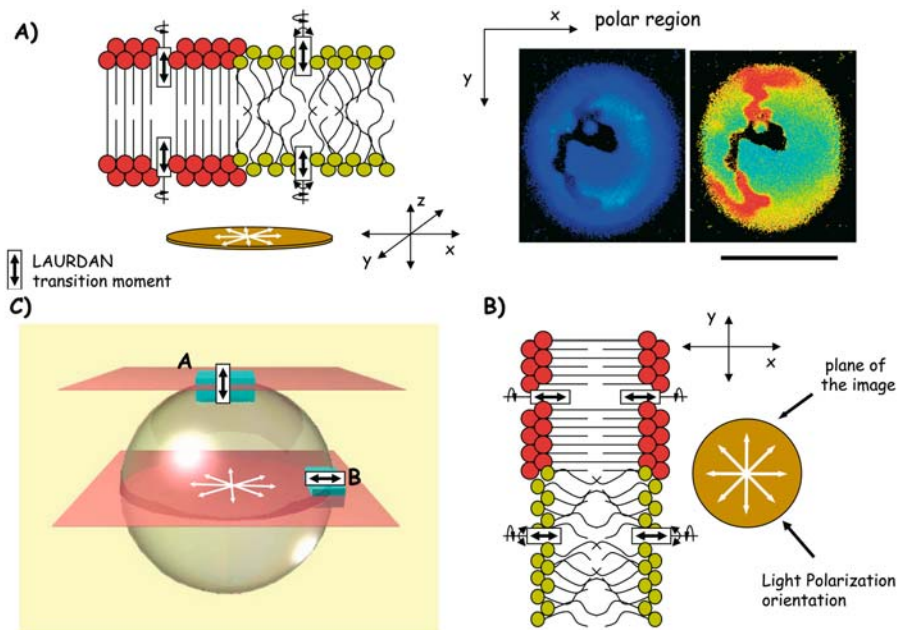 A)
x
polar region
y
z
x
y
LAURDAN
transition moment
C)
A
B
B)
y
x
plane of
the image
Light Polarization
orientation